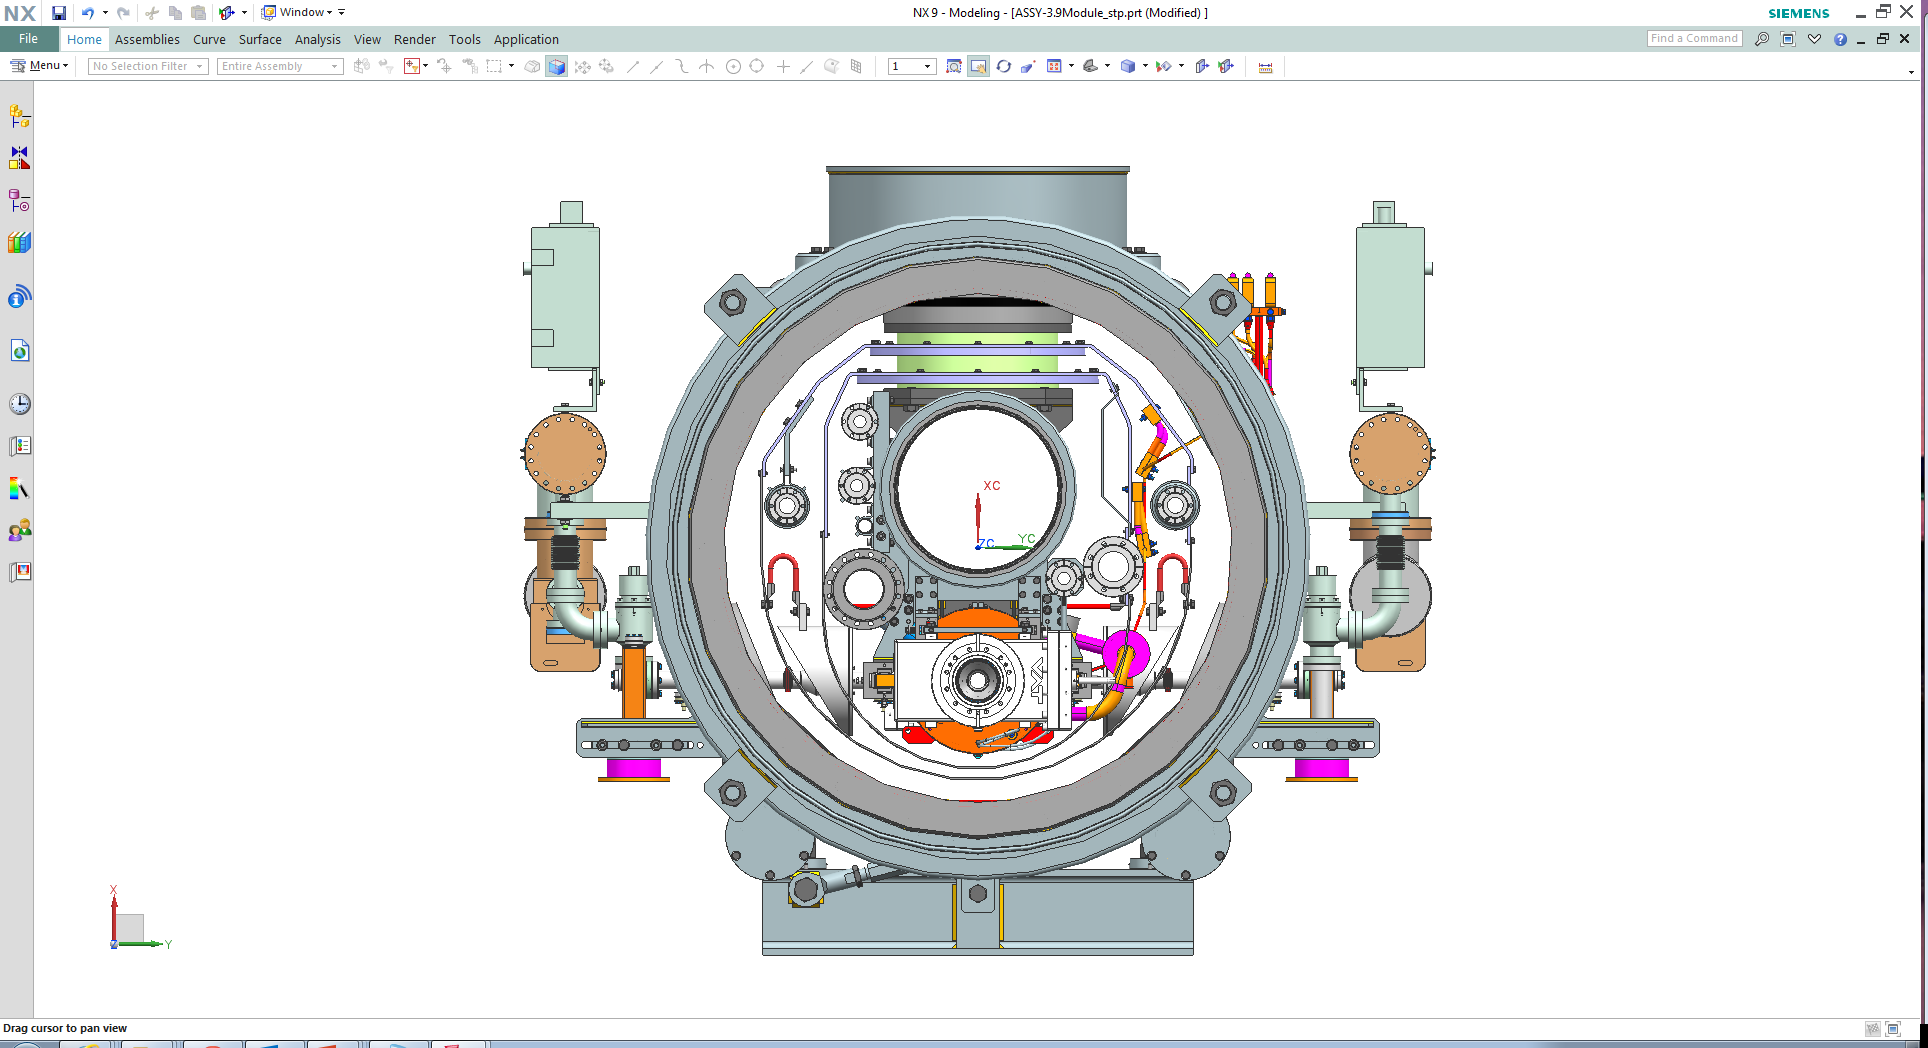 NX
Window
NX 9 - Modeling - [ASSY-3.9Module_stp.prt (Modified) ]
SIEMENS
File Home Assemblies Curve Surface Analysis View Render Tools Application
Find a Command
Menu
No Selection Filter
Entire Assembly
1
XC
YC
ZC
X
Y
Z
Drag cursor to pan view